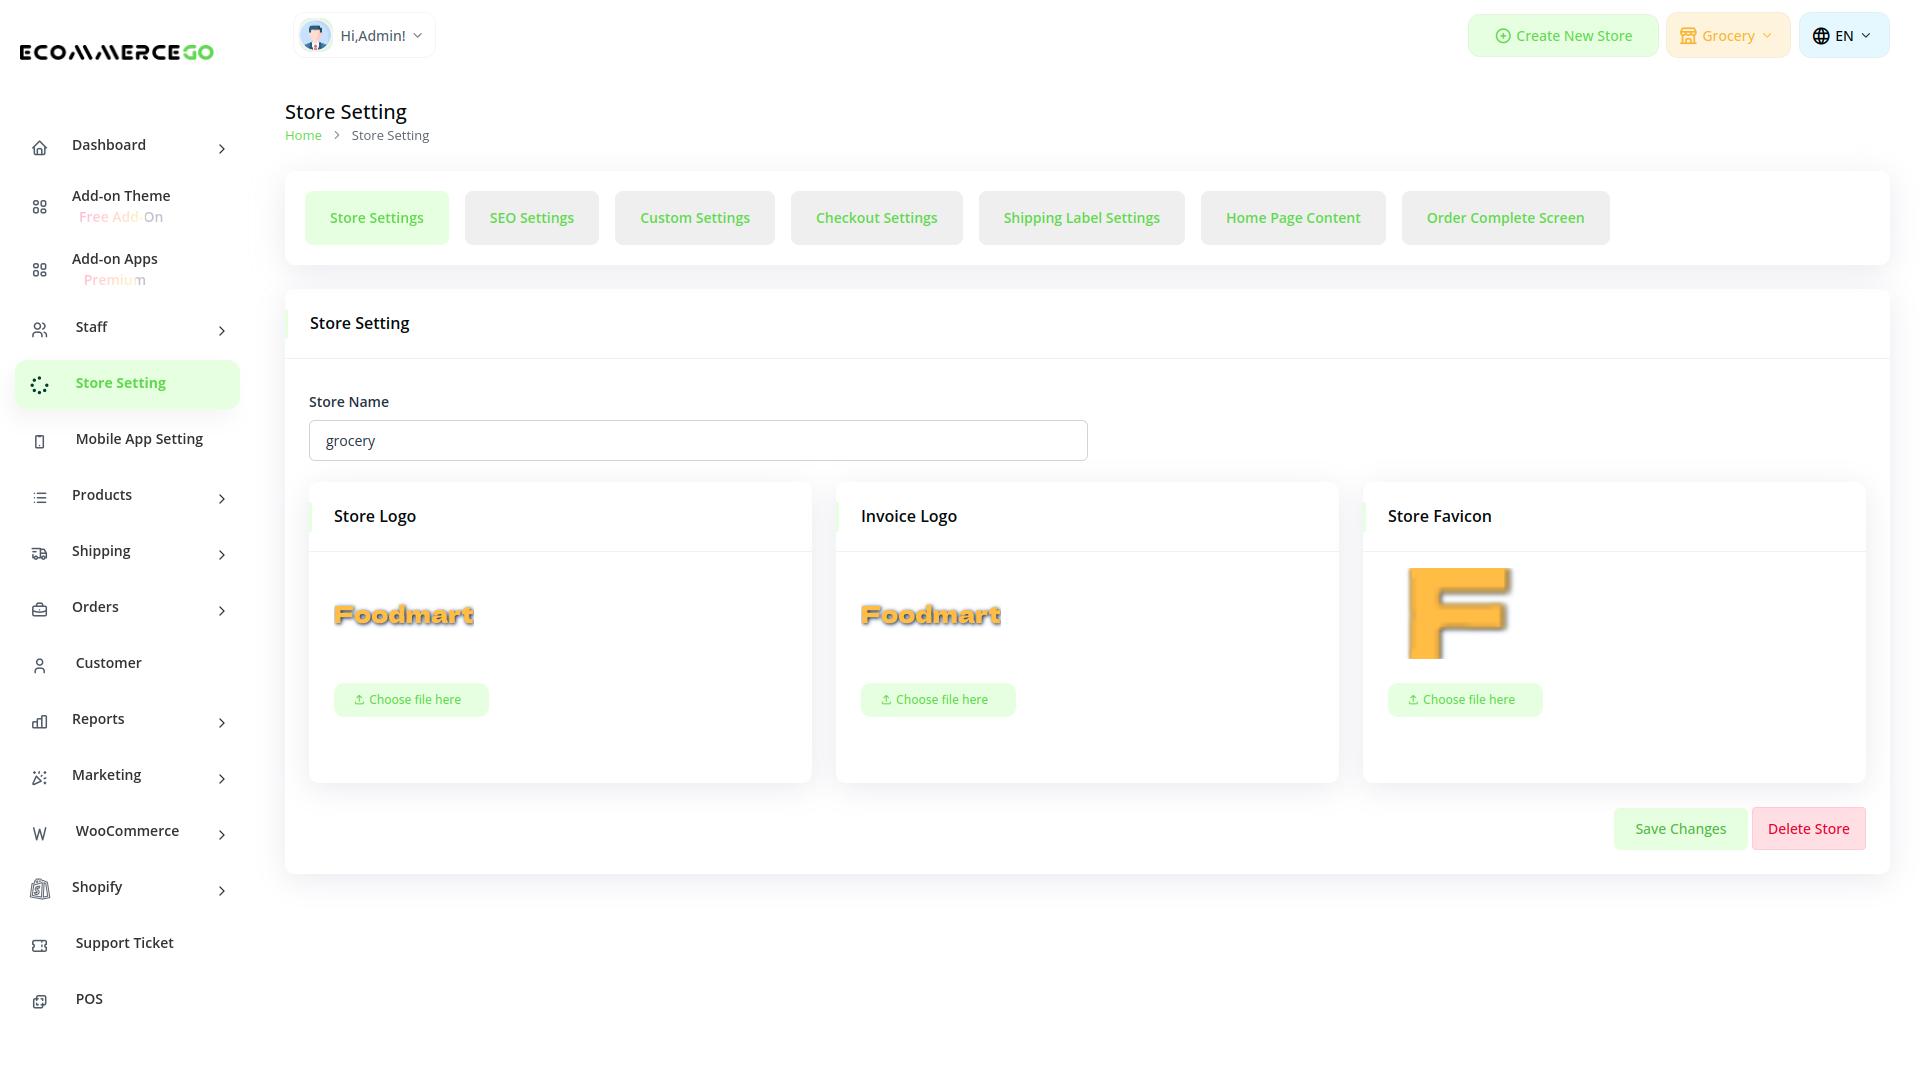 ECOMMERCEGO
Hi,Admin!
Create New Store
Grocery
EN
Store Setting
Home
Store Setting
Dashboard
Add-on Theme
Free Add-On
Add-on Apps
Premium
Staff
Store Setting
Mobile App Setting
Products
Shipping
Orders
Customer
Reports
Marketing
WooCommerce
Shopify
Support Ticket
POS
Store Settings
SEO Settings
Custom Settings
Checkout Settings
Shipping Label Settings
Home Page Content
Order Complete Screen
Store Setting
Store Name
grocery
Store Logo
Foodmart
Choose file here
Invoice Logo
Foodmart
Choose file here
Store Favicon
F
Choose file here
Save Changes
Delete Store